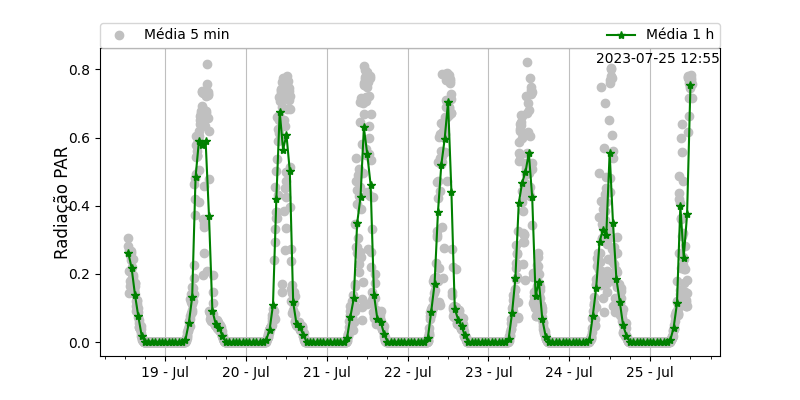 Média 5 min
Média 1 h
2023-07-25 12:55
Radiação PAR
0.8
0.6
0.4
0.2
0.0
19 - Jul
20 - Jul
21 - Jul
22 - Jul
23 - Jul
24 - Jul
25 - Jul